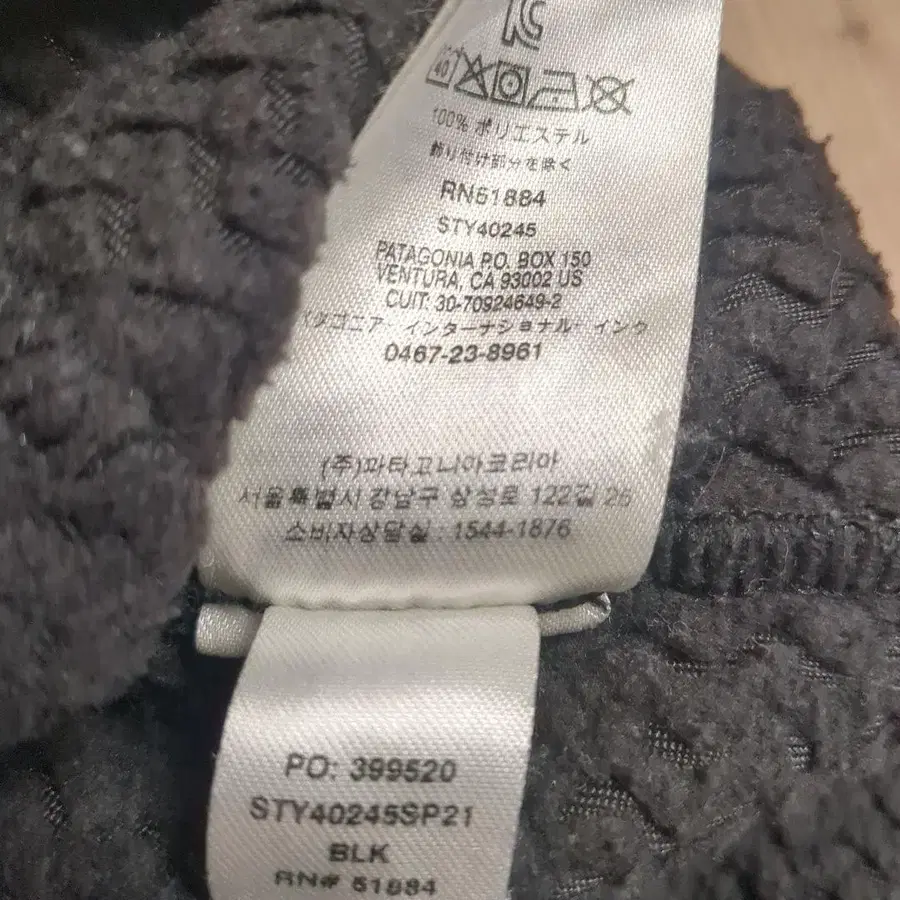 40
100% ポリエステル
飾り付け部分を除く
RN51884
STY40245
PATAGONIA P.O. BOX 150
VENTURA, CA 93002 US
CUIT: 30-70924649-2
パタゴニア・インターナショナル・インク
0467-23-8961
(주)파타고니아코리아
서울특별시 강남구 삼성로 122길 26
소비자상담실 : 1544-1876
PO: 399520
STY40245SP21
BLK
RN# 51884